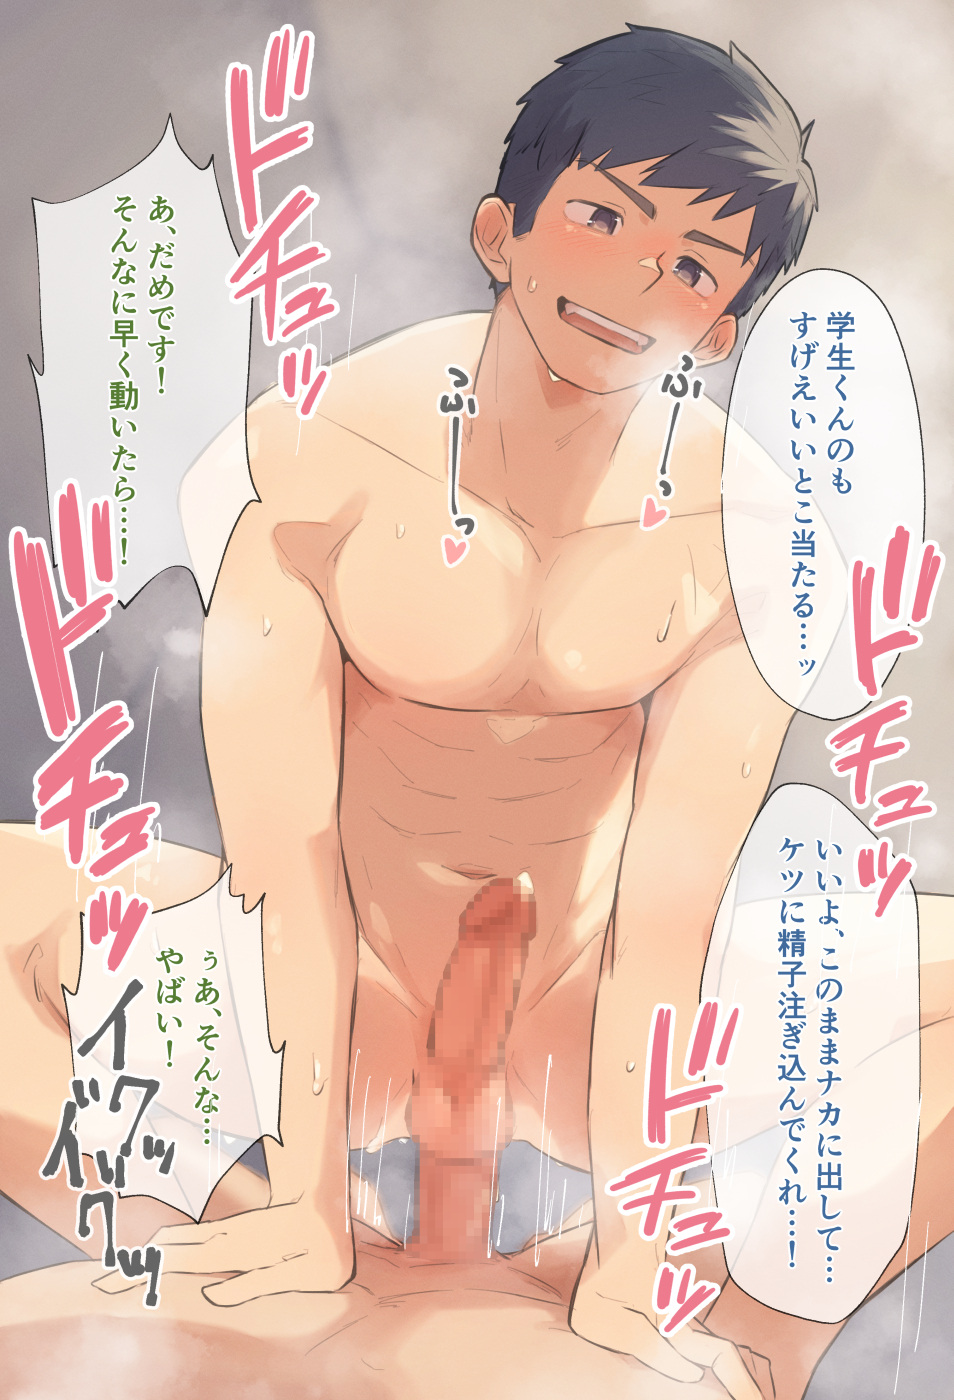 学生くんのも
すげえいいとこ当たる…ッ
あ、だめです！
そんなに早く動いたら…！
ふーっ
ふーっ
ドチュッ
ドチュッ
ドチュッ
いいよ、このままナカに出して…
ケツに精子注ぎ込んでくれ…！
ぅあ、そんな…
やばい！
ドチュッ
イクッ
イグッ
イクッ